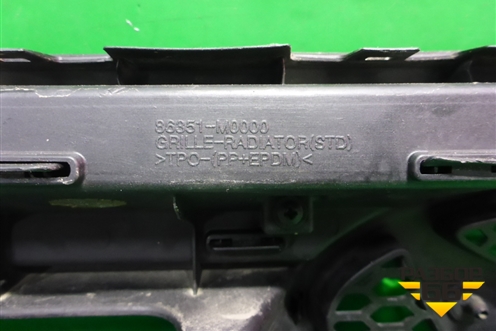 86351-M0000
GRILLE-RADIATOR(STD)
>TPO-(PP+EPDM)<